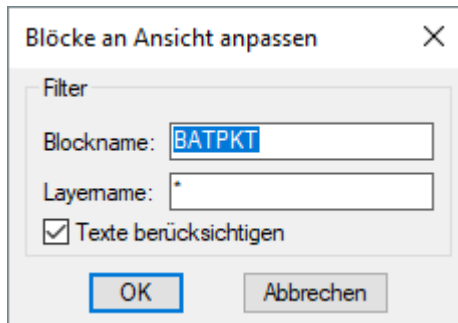 Blöcke an Ansicht anpassen
Filter
Blockname: BATPKT
Layername: *
Texte berücksichtigen
OK Abbrechen